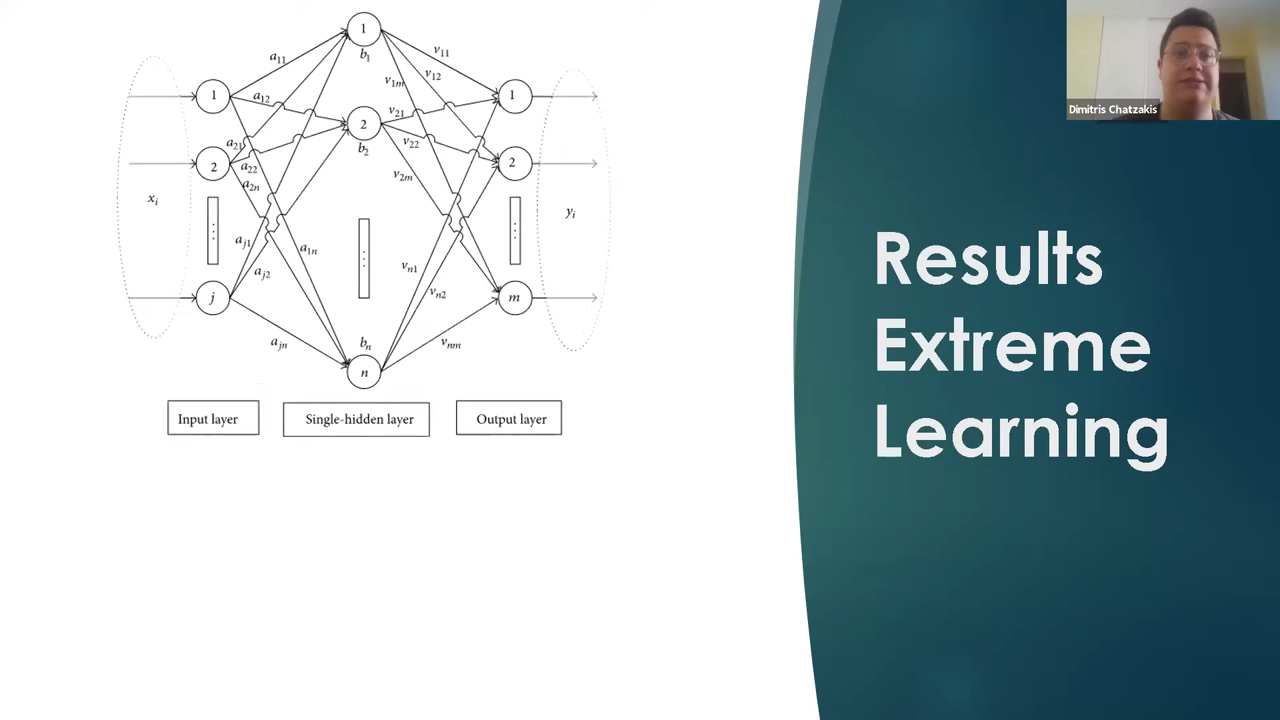 1
b1
a11
v11
v12
v1m
1
a12
1
v21
2
b2
a21
v22
2
a22
a2n
2
v2m
xi
yi
aj1
a1n
aj2
vn1
vn2
j
m
ajn
bn
vnm
n
Input layer
Single-hidden layer
Output layer
Dimitris Chatzakis
Results
Extreme
Learning